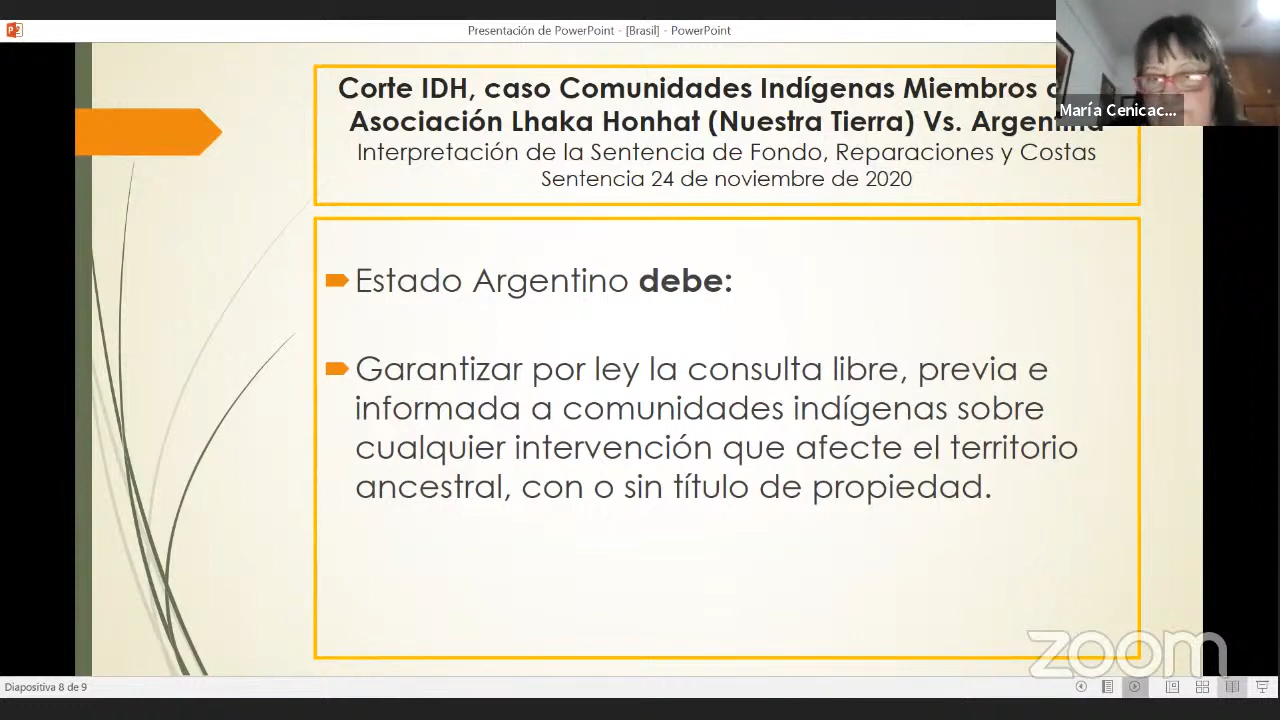 Presentación de PowerPoint - [Brasil] - PowerPoint
María Cenicac...
Corte IDH, caso Comunidades Indígenas Miembros
Asociación Lhaka Honhat (Nuestra Tierra) Vs. Argentina
Interpretación de la Sentencia de Fondo, Reparaciones y Costas
Sentencia 24 de noviembre de 2020
Estado Argentino debe:
Garantizar por ley la consulta libre, previa e
informada a comunidades indígenas sobre
cualquier intervención que afecte el territorio
ancestral, con o sin título de propiedad.
zoom
Diapositiva 8 de 9